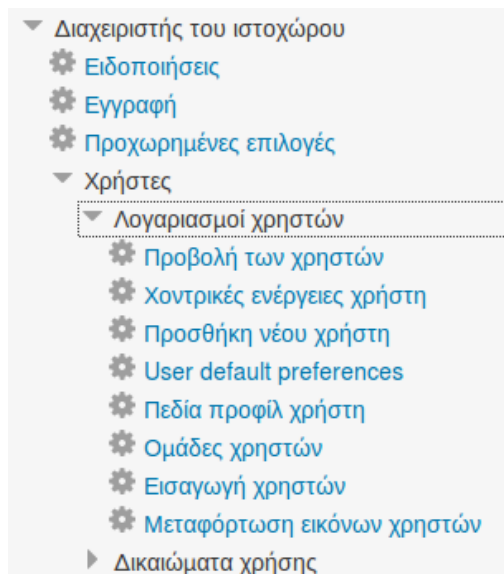 Διαχειριστής του ιστοχώρου
Ειδοποιήσεις
Εγγραφή
Προχωρημένες επιλογές
Χρήστες
Λογαριασμοί χρηστών
Προβολή των χρηστών
Χοντρικές ενέργειες χρήστη
Προσθήκη νέου χρήστη
User default preferences
Πεδία προφίλ χρήστη
Ομάδες χρηστών
Εισαγωγή χρηστών
Μεταφόρτωση εικόνων χρηστών
Δικαιώματα χρήσης